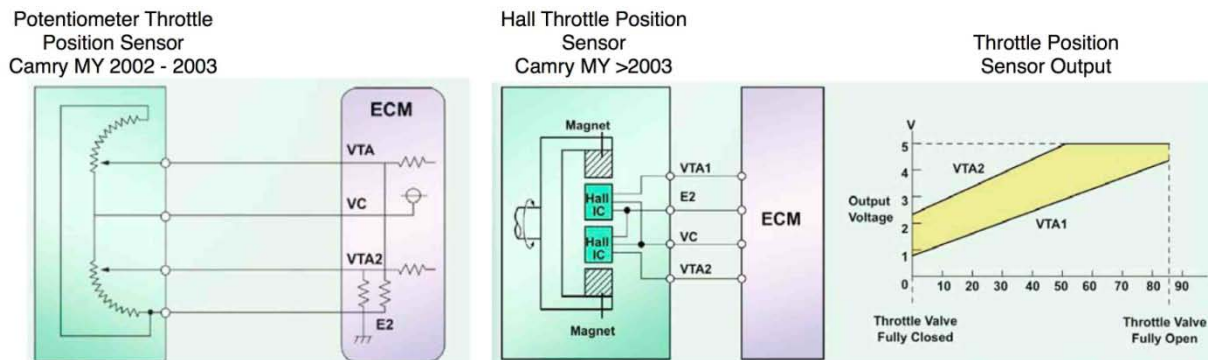 Potentiometer Throttle
Position Sensor
Camry MY 2002 - 2003
ECM
VTA
VC
VTA2
E2
Hall Throttle Position
Sensor
Camry MY >2003
Magnet
Hall
IC
Hall
IC
Magnet
VTA1
E2
VC
VTA2
ECM
Throttle Position
Sensor Output
V
5
4
3
2
1
0
Output
Voltage
VTA2
VTA1
10 20 30 40 50 60 70 80 90
Throttle Valve
Fully Closed
Throttle Valve
Fully Open